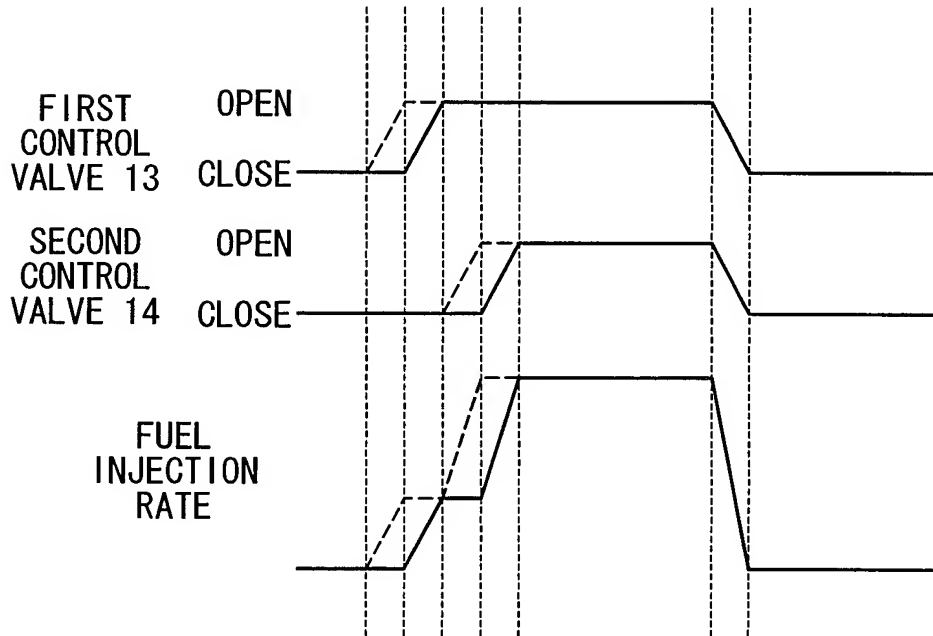 FIRST
CONTROL
VALVE 13
OPEN
CLOSE
SECOND
CONTROL
VALVE 14
OPEN
CLOSE
FUEL
INJECTION
RATE